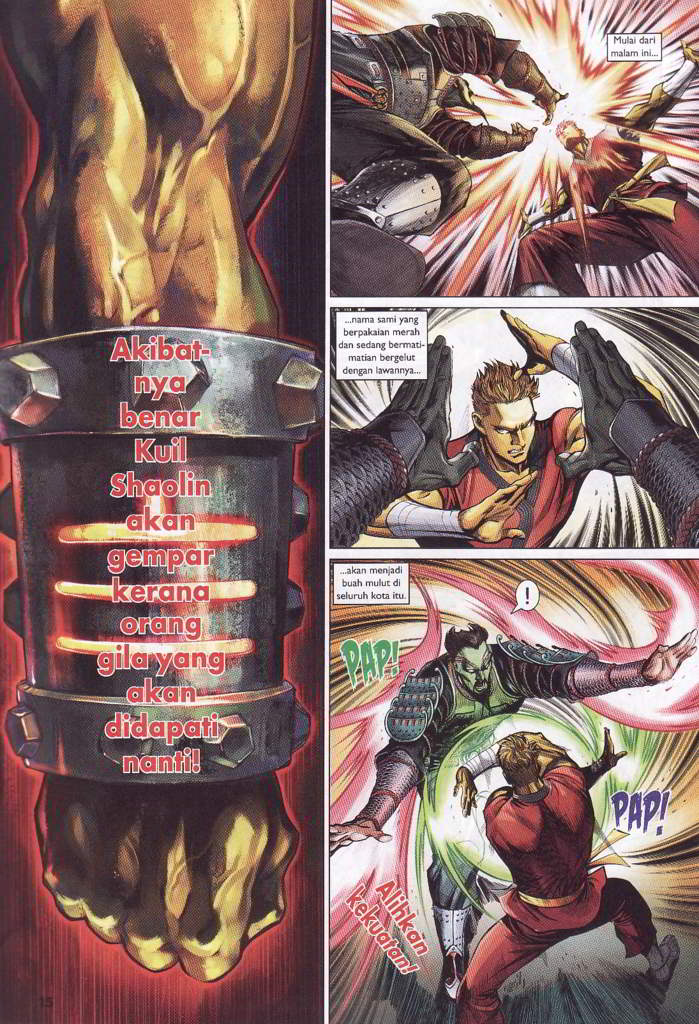 Akibat-
nya
benar
Kuil
Shaolin
akan
gempar
kerana
orang
gila yang
akan
didapati
nanti!
Mulai dari
malam ini...
...nama sami yang
berpakaian merah
dan sedang bermati-
matian bergelut
dengan lawannya...
...akan menjadi
buah mulut di
seluruh kota itu.
!
PAP!
PAP!
Alihkan
kekuatan!
15